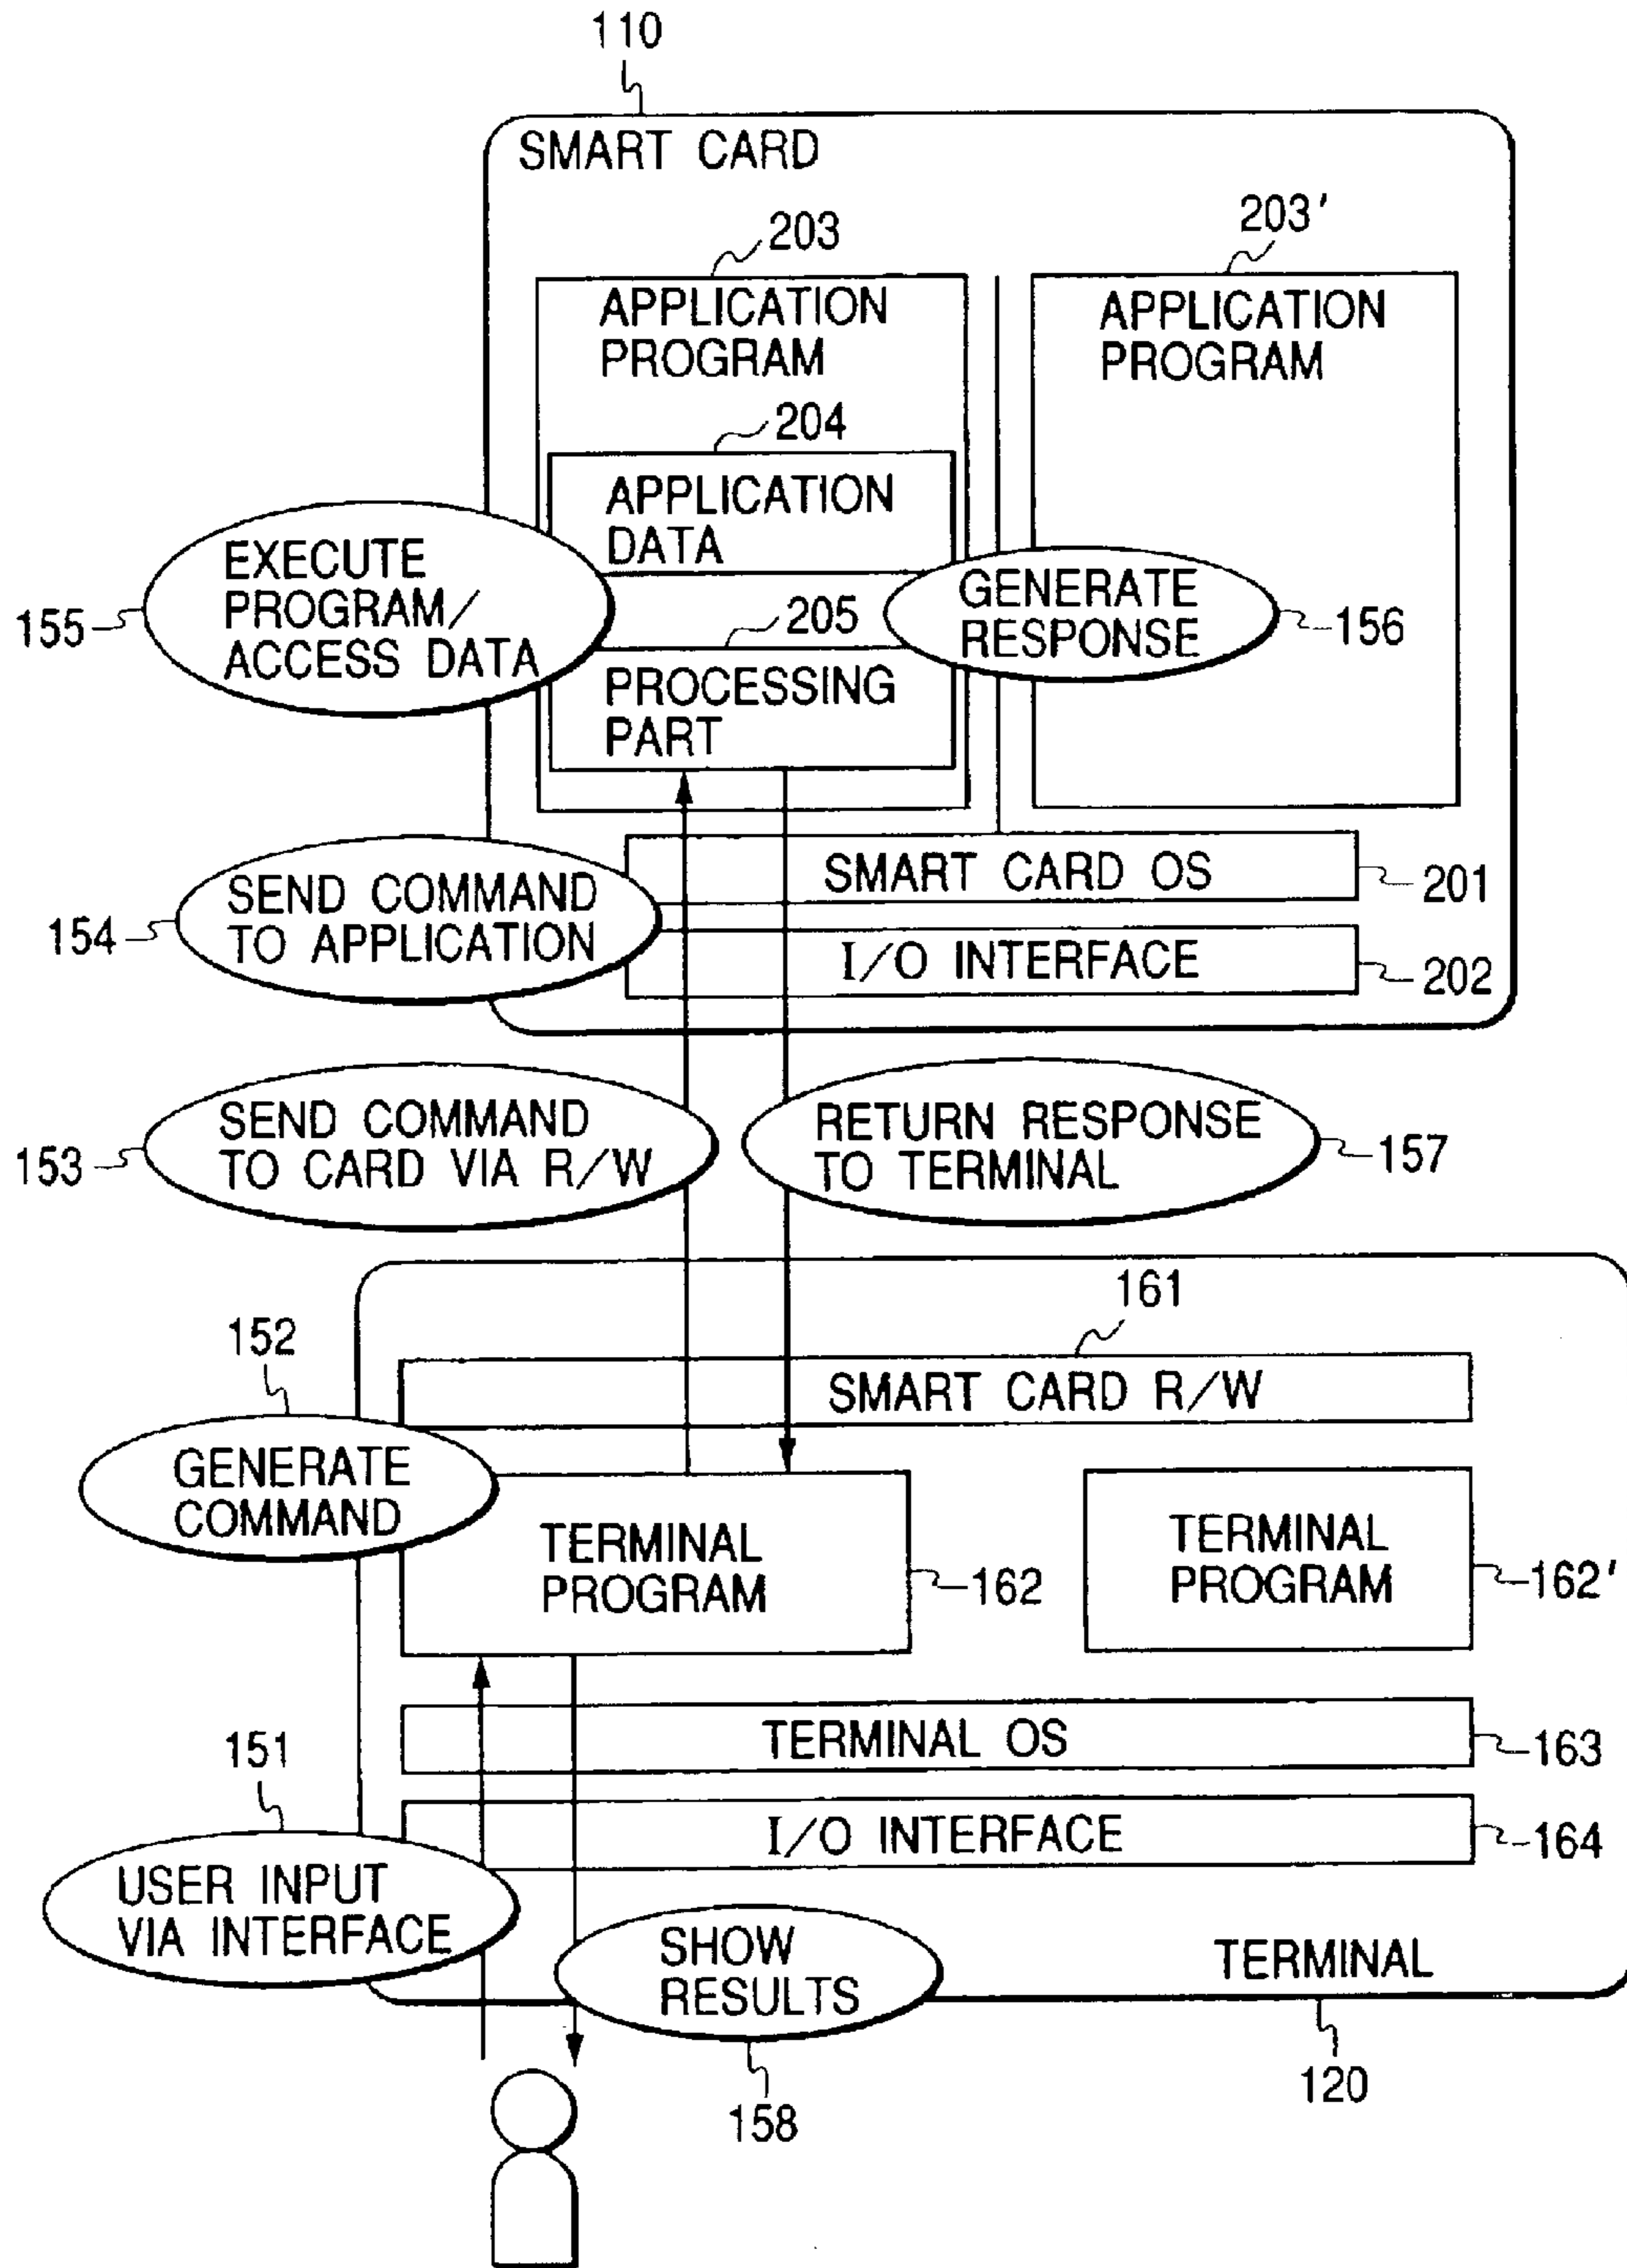 110
SMART CARD
203
203'
APPLICATION
PROGRAM
APPLICATION
PROGRAM
204
APPLICATION
DATA
155
EXECUTE
PROGRAM/
ACCESS DATA
GENERATE
RESPONSE
156
205
PROCESSING
PART
SMART CARD OS
201
154
SEND COMMAND
TO APPLICATION
I/O INTERFACE
202
153
SEND COMMAND
TO CARD VIA R/W
RETURN RESPONSE
TO TERMINAL
157
161
152
SMART CARD R/W
GENERATE
COMMAND
TERMINAL
PROGRAM
162
TERMINAL
PROGRAM
162'
TERMINAL OS
163
151
I/O INTERFACE
164
USER INPUT
VIA INTERFACE
SHOW
RESULTS
TERMINAL
158
120